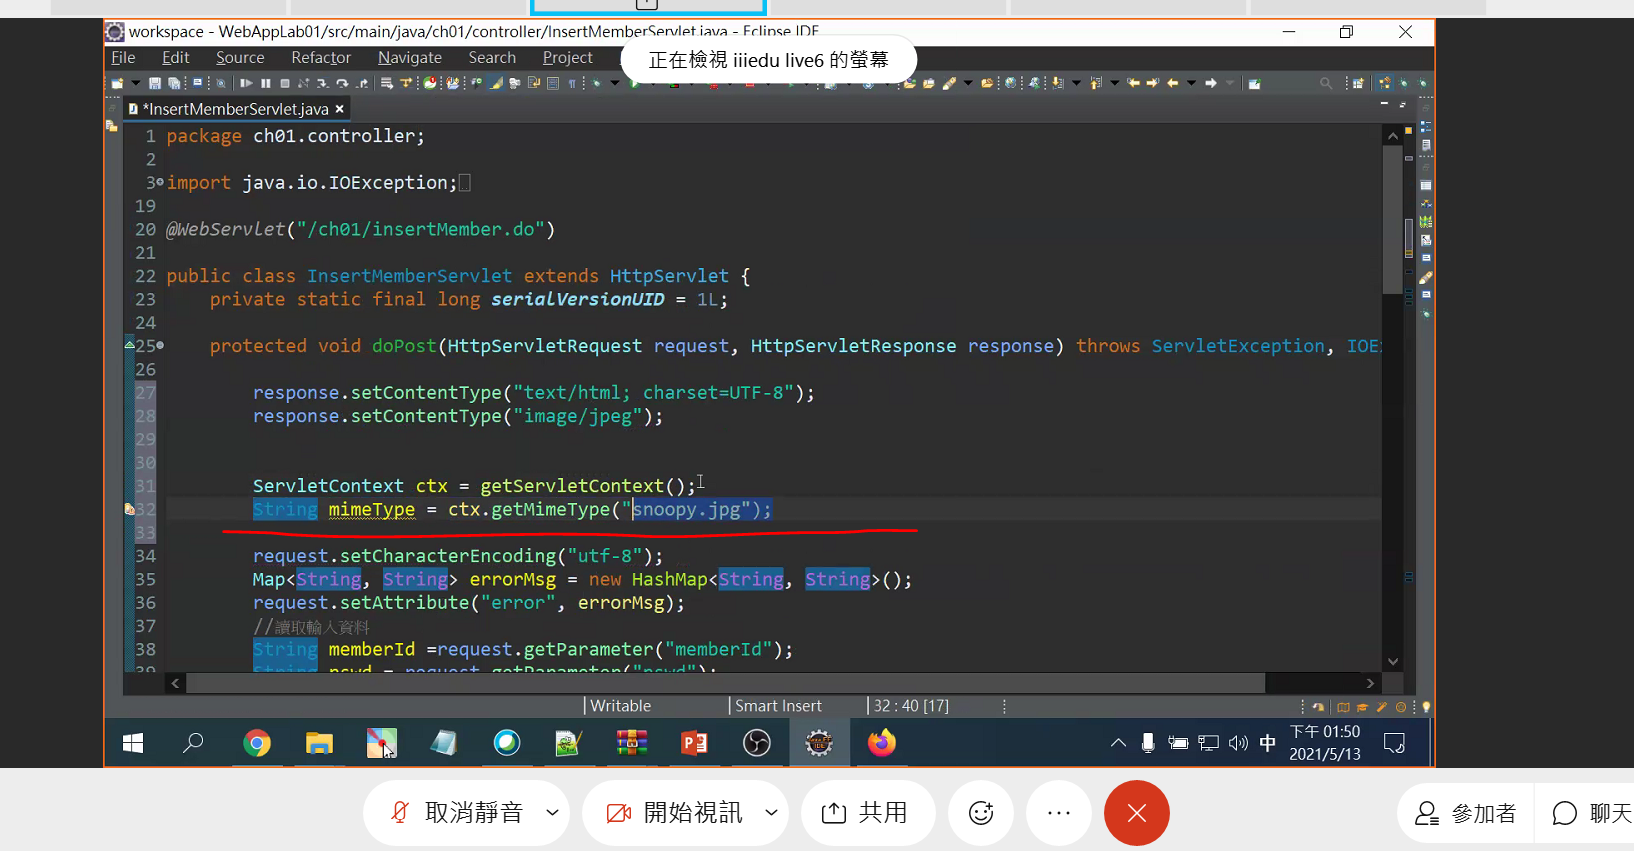 workspace - WebAppLab01/src/main/java/ch01/controller/InsertMemberServlet.java - Eclipse IDE
File Edit Source Refactor Navigate Search Project
正在檢視 iiiedu live6 的螢幕
*InsertMemberServlet.java
1 package ch01.controller;
2
3 import java.io.IOException;
19
20 @WebServlet("/ch01/insertMember.do")
21
22 public class InsertMemberServlet extends HttpServlet {
23 private static final long serialVersionUID = 1L;
24
25 protected void doPost(HttpServletRequest request, HttpServletResponse response) throws ServletException, IOE
26
27 response.setContentType("text/html; charset=UTF-8");
28 response.setContentType("image/jpeg");
29
30
31 ServletContext ctx = getServletContext();
32 String mimeType = ctx.getMimeType("snoopy.jpg");
33
34 request.setCharacterEncoding("utf-8");
35 Map<String, String> errorMsg = new HashMap<String, String>();
36 request.setAttribute("error", errorMsg);
37 //讀取輸入資料
38 String memberId =request.getParameter("memberId");
39 String pswd = request.getParameter("pswd");
Writable Smart Insert 32 : 40 [17]
中 下午 01:50
2021/5/13
取消靜音 開始視訊 共用 參加者 聊天